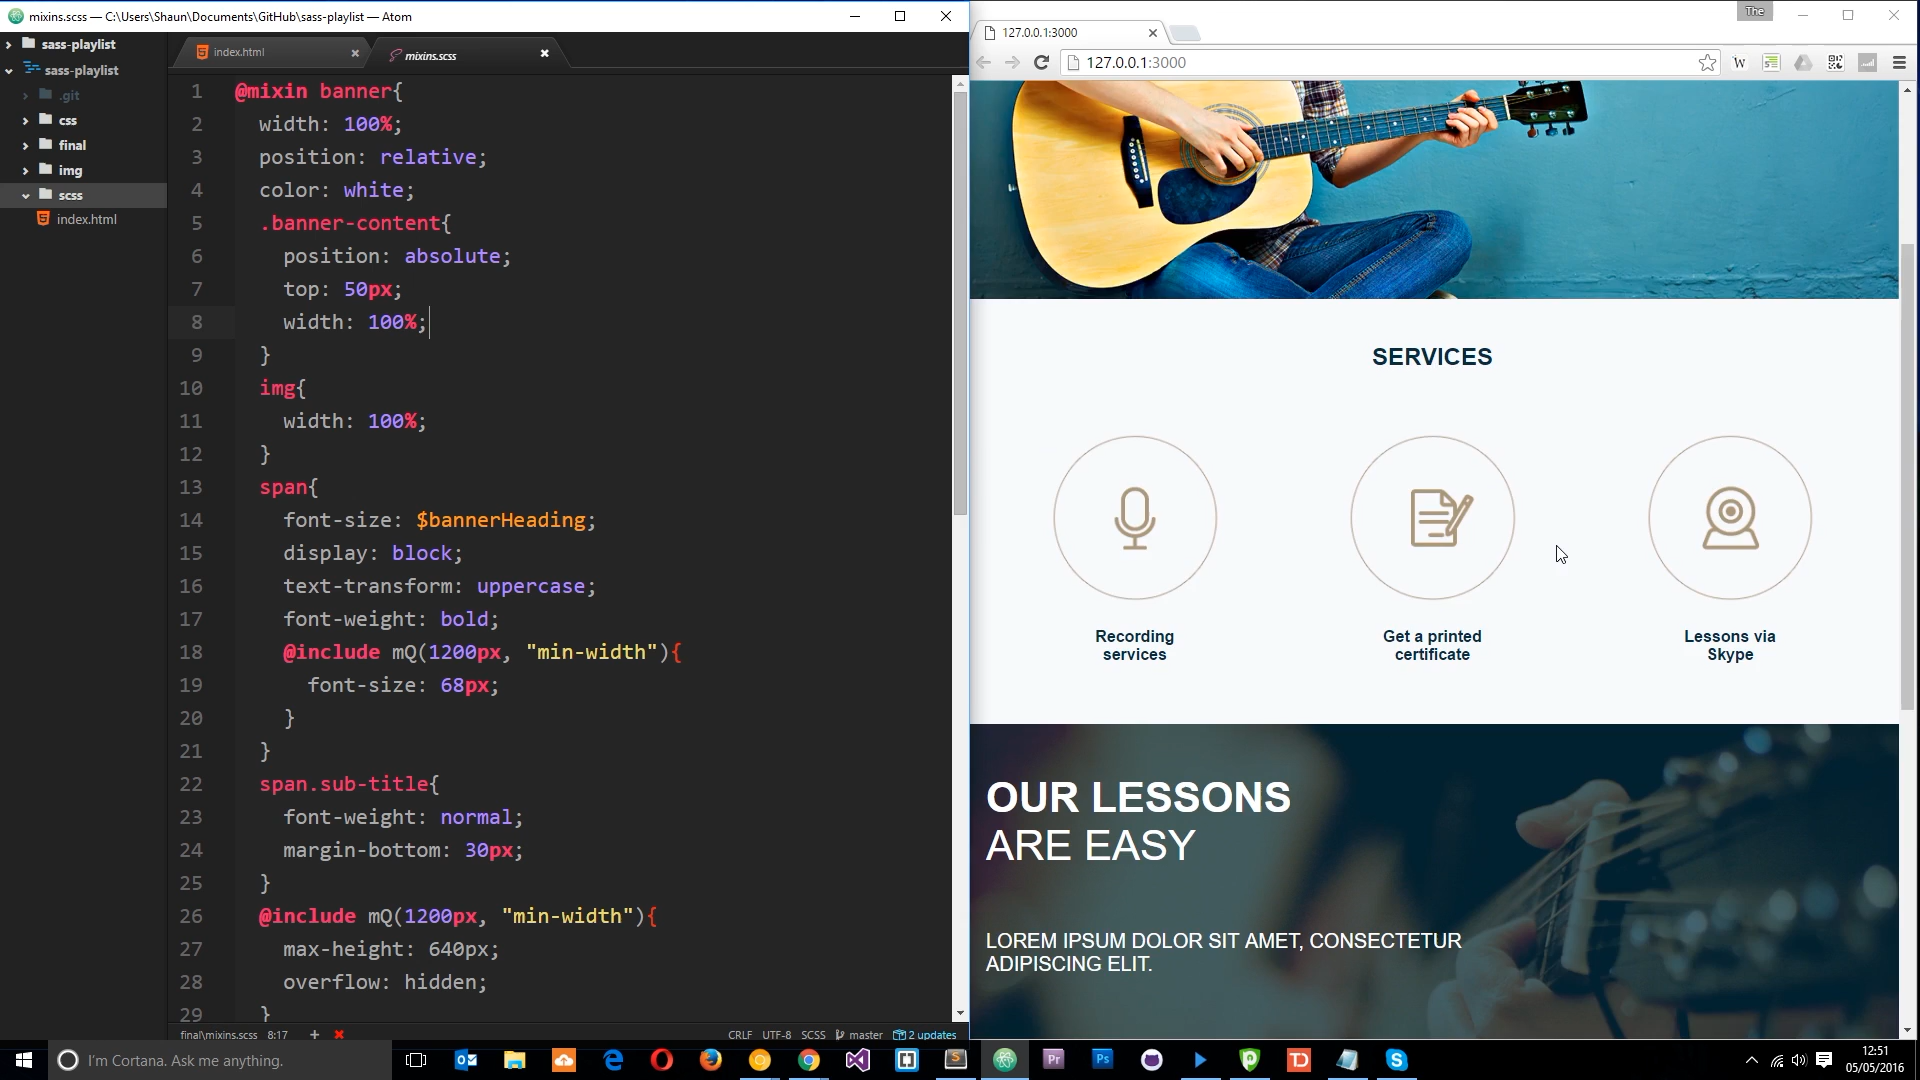 mixins.scss — C:\Users\Shaun\Documents\GitHub\sass-playlist — Atom
sass-playlist
sass-playlist
.git
css
final
img
scss
index.html
index.html
mixins.scss
1 @mixin banner{
2 width: 100%;
3 position: relative;
4 color: white;
5 .banner-content{
6 position: absolute;
7 top: 50px;
8 width: 100%;
9 }
10 img{
11 width: 100%;
12 }
13 span{
14 font-size: $bannerHeading;
15 display: block;
16 text-transform: uppercase;
17 font-weight: bold;
18 @include mQ(1200px, "min-width"){
19 font-size: 68px;
20 }
21 }
22 span.sub-title{
23 font-weight: normal;
24 margin-bottom: 30px;
25 }
26 @include mQ(1200px, "min-width"){
27 max-height: 640px;
28 overflow: hidden;
29 }
final\mixins.scss 8:17 CRLF UTF-8 SCSS master 2 updates
The
127.0.0.1:3000
127.0.0.1:3000
SERVICES
Recording
services
Get a printed
certificate
Lessons via
Skype
OUR LESSONS
ARE EASY
LOREM IPSUM DOLOR SIT AMET, CONSECTETUR
ADIPISCING ELIT.
I'm Cortana. Ask me anything.
12:51
05/05/2016